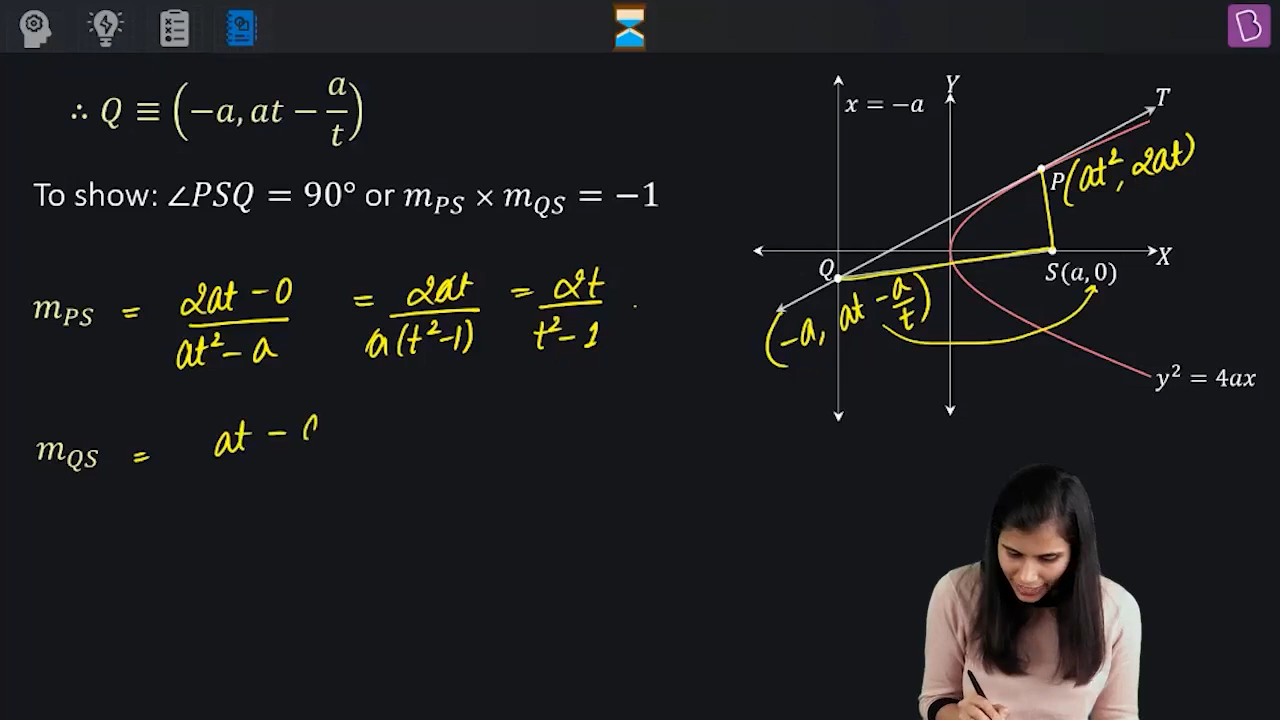 ∴ Q ≡ (−a, at − a/t)
To show: ∠PSQ = 90° or m_PS × m_QS = −1
m_PS = (2at − 0)/(at² − a) = 2at/(a(t²−1)) = 2t/(t²−1)
m_QS = at −
x = −a
Y
T
P(at², 2at)
X
Q
S(a, 0)
(−a, at − a/t)
y² = 4ax
B